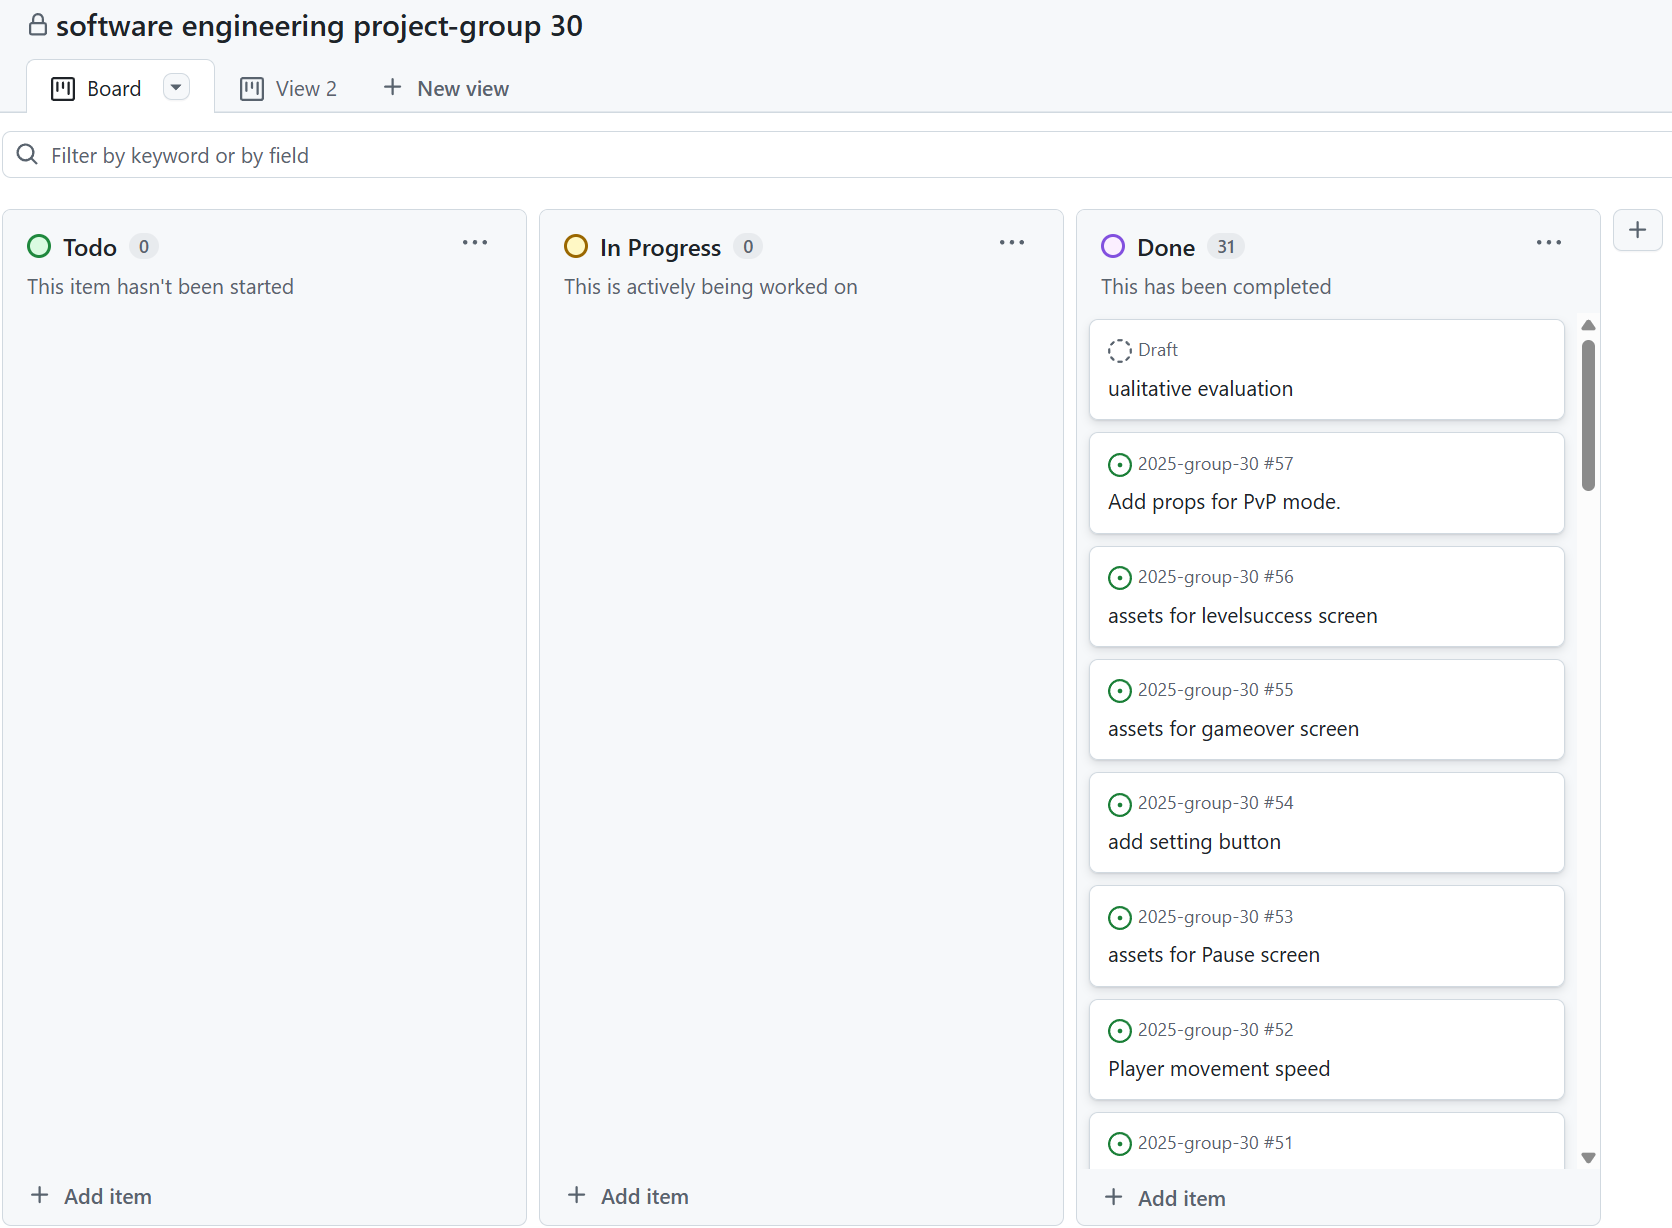 software engineering project-group 30
Board
View 2
New view
Filter by keyword or by field
Todo 0
This item hasn't been started
Add item
In Progress 0
This is actively being worked on
Add item
Done 31
This has been completed
Draft
ualitative evaluation
2025-group-30 #57
Add props for PvP mode.
2025-group-30 #56
assets for levelsuccess screen
2025-group-30 #55
assets for gameover screen
2025-group-30 #54
add setting button
2025-group-30 #53
assets for Pause screen
2025-group-30 #52
Player movement speed
2025-group-30 #51
Add item